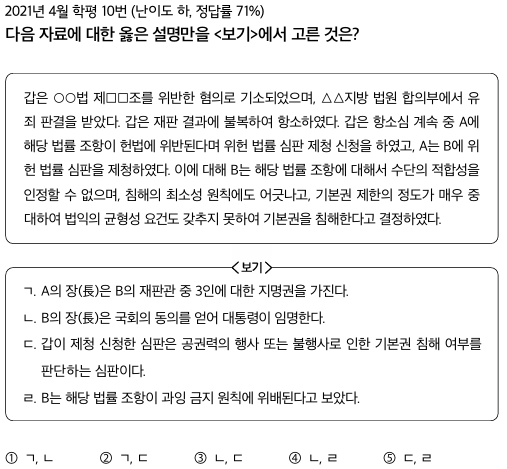 2021년 4월 학평 10번 (난이도 하, 정답률 71%)
다음 자료에 대한 옳은 설명만을 <보기>에서 고른 것은?
갑은 ○○법 제□□조를 위반한 혐의로 기소되었으며, △△지방 법원 합의부에서 유
죄 판결을 받았다. 갑은 재판 결과에 불복하여 항소하였다. 갑은 항소심 계속 중 A에
해당 법률 조항이 헌법에 위반된다며 위헌 법률 심판 제청 신청을 하였고, A는 B에 위
헌 법률 심판을 제청하였다. 이에 대해 B는 해당 법률 조항에 대해서 수단의 적합성을
인정할 수 없으며, 침해의 최소성 원칙에도 어긋나고, 기본권 제한의 정도가 매우 중
대하여 법익의 균형성 요건도 갖추지 못하여 기본권을 침해한다고 결정하였다.
<보기>
ㄱ. A의 장(長)은 B의 재판관 중 3인에 대한 지명권을 가진다.
ㄴ. B의 장(長)은 국회의 동의를 얻어 대통령이 임명한다.
ㄷ. 갑이 제청 신청한 심판은 공권력의 행사 또는 불행사로 인한 기본권 침해 여부를
판단하는 심판이다.
ㄹ. B는 해당 법률 조항이 과잉 금지 원칙에 위배된다고 보았다.
① ㄱ, ㄴ ② ㄱ, ㄷ ③ ㄴ, ㄷ ④ ㄴ, ㄹ ⑤ ㄷ, ㄹ